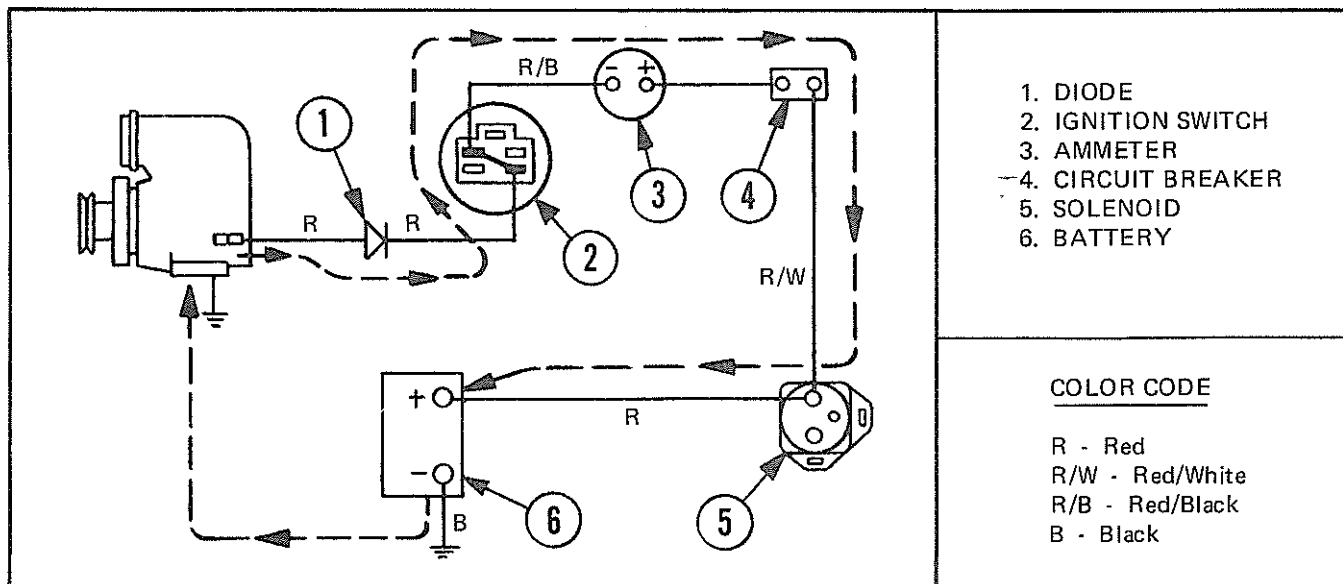 R/B
- +
1
2
3
4
R
R
R/W
+
-
R
B
6
5
1. DIODE
2. IGNITION SWITCH
3. AMMETER
4. CIRCUIT BREAKER
5. SOLENOID
6. BATTERY
COLOR CODE
R - Red
R/W - Red/White
R/B - Red/Black
B - Black